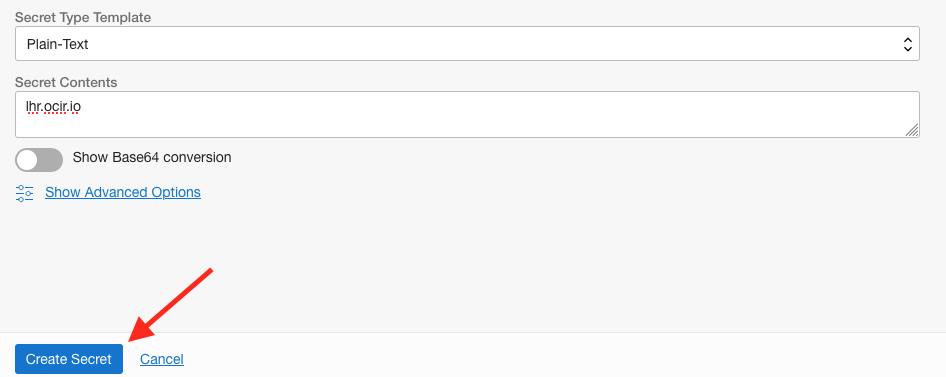 Secret Type Template
Plain-Text
Secret Contents
lhr.ocir.io
Show Base64 conversion
Show Advanced Options
Create Secret Cancel